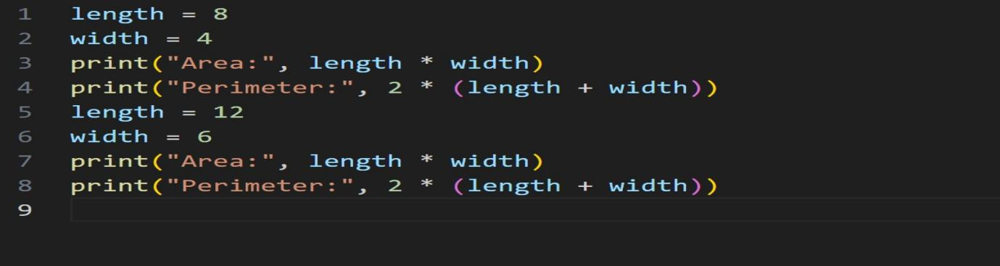 1 length = 8
2 width = 4
3 print("Area:", length * width)
4 print("Perimeter:", 2 * (length + width))
5 length = 12
6 width = 6
7 print("Area:", length * width)
8 print("Perimeter:", 2 * (length + width))
9